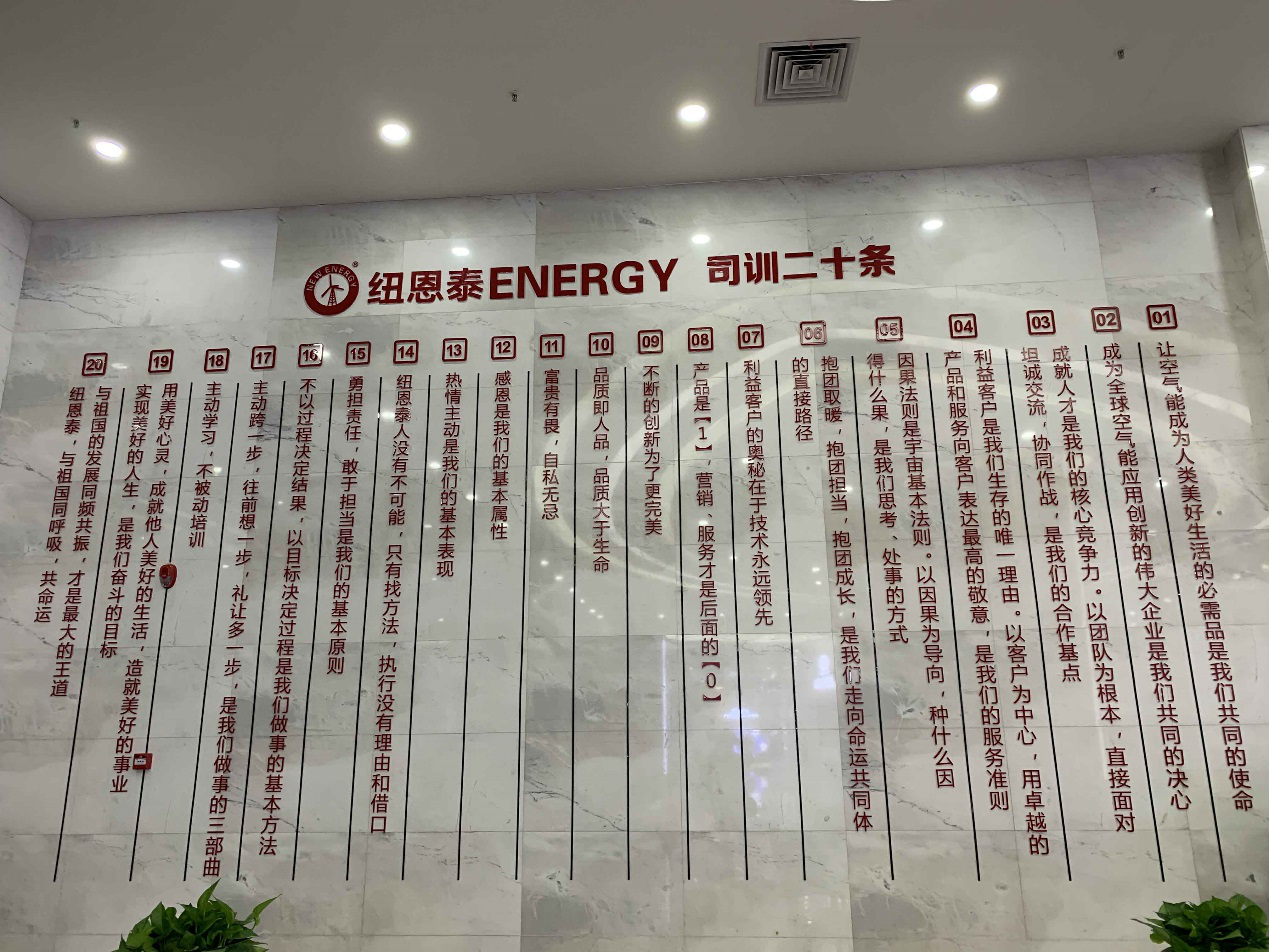 NEW ENERGY
®
纽恩泰ENERGY 司训二十条
01
让空气能成为人类美好生活的必需品是我们共同的使命
02
成为全球空气能应用创新的伟大企业是我们共同的决心
03
成就人才是我们的核心竞争力。以团队为根本，直接面对
坦诚交流，协同作战，是我们的合作基点
04
利益客户是我们生存的唯一理由。以客户为中心，用卓越的
产品和服务向客户表达最高的敬意，是我们的服务准则
05
因果法则是宇宙基本法则。以因果为导向，种什么因
得什么果，是我们思考、处事的方式
06
抱团取暖，抱团担当，抱团成长，是我们走向命运共同体
的直接路径
07
利益客户的奥秘在于技术永远领先
08
产品是【1】，营销、服务才是后面的【0】
09
不断的创新为了更完美
10
品质即人品，品质大于生命
11
富贵有畏，自私无忌
12
感恩是我们的基本属性
13
热情主动是我们的基本表现
14
纽恩泰人没有不可能，只有找方法，执行没有理由和借口
15
勇担责任，敢于担当是我们的基本原则
16
不以过程决定结果，以目标决定过程是我们做事的基本方法
17
主动跨一步，往前想一步，礼让多一步，是我们做事的三部曲
18
主动学习，不被动培训
19
用美好心灵，成就他人美好的生活，造就美好的事业
实现美好的人生，是我们奋斗的目标
20
与祖国的发展同频共振，才是最大的王道
纽恩泰，与祖国同呼吸，共命运